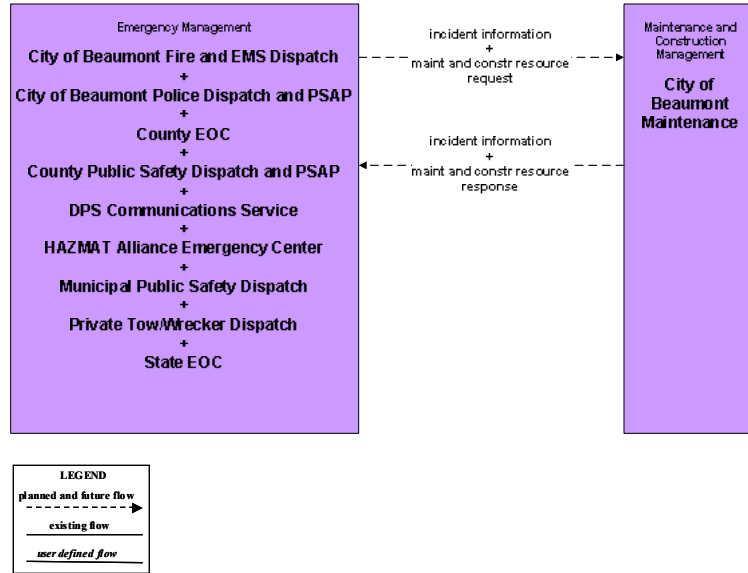 Emergency Management
City of Beaumont Fire and EMS Dispatch
+
City of Beaumont Police Dispatch and PSAP
+
County EOC
+
County Public Safety Dispatch and PSAP
+
DPS Communications Service
+
HAZMAT Alliance Emergency Center
+
Municipal Public Safety Dispatch
+
Private Tow/Wrecker Dispatch
+
State EOC
incident information
+
maint and constr resource
request
incident information
+
maint and constr resource
response
Maintenance and
Construction
Management
City of
Beaumont
Maintenance
LEGEND
planned and future flow
existing flow
user defined flow